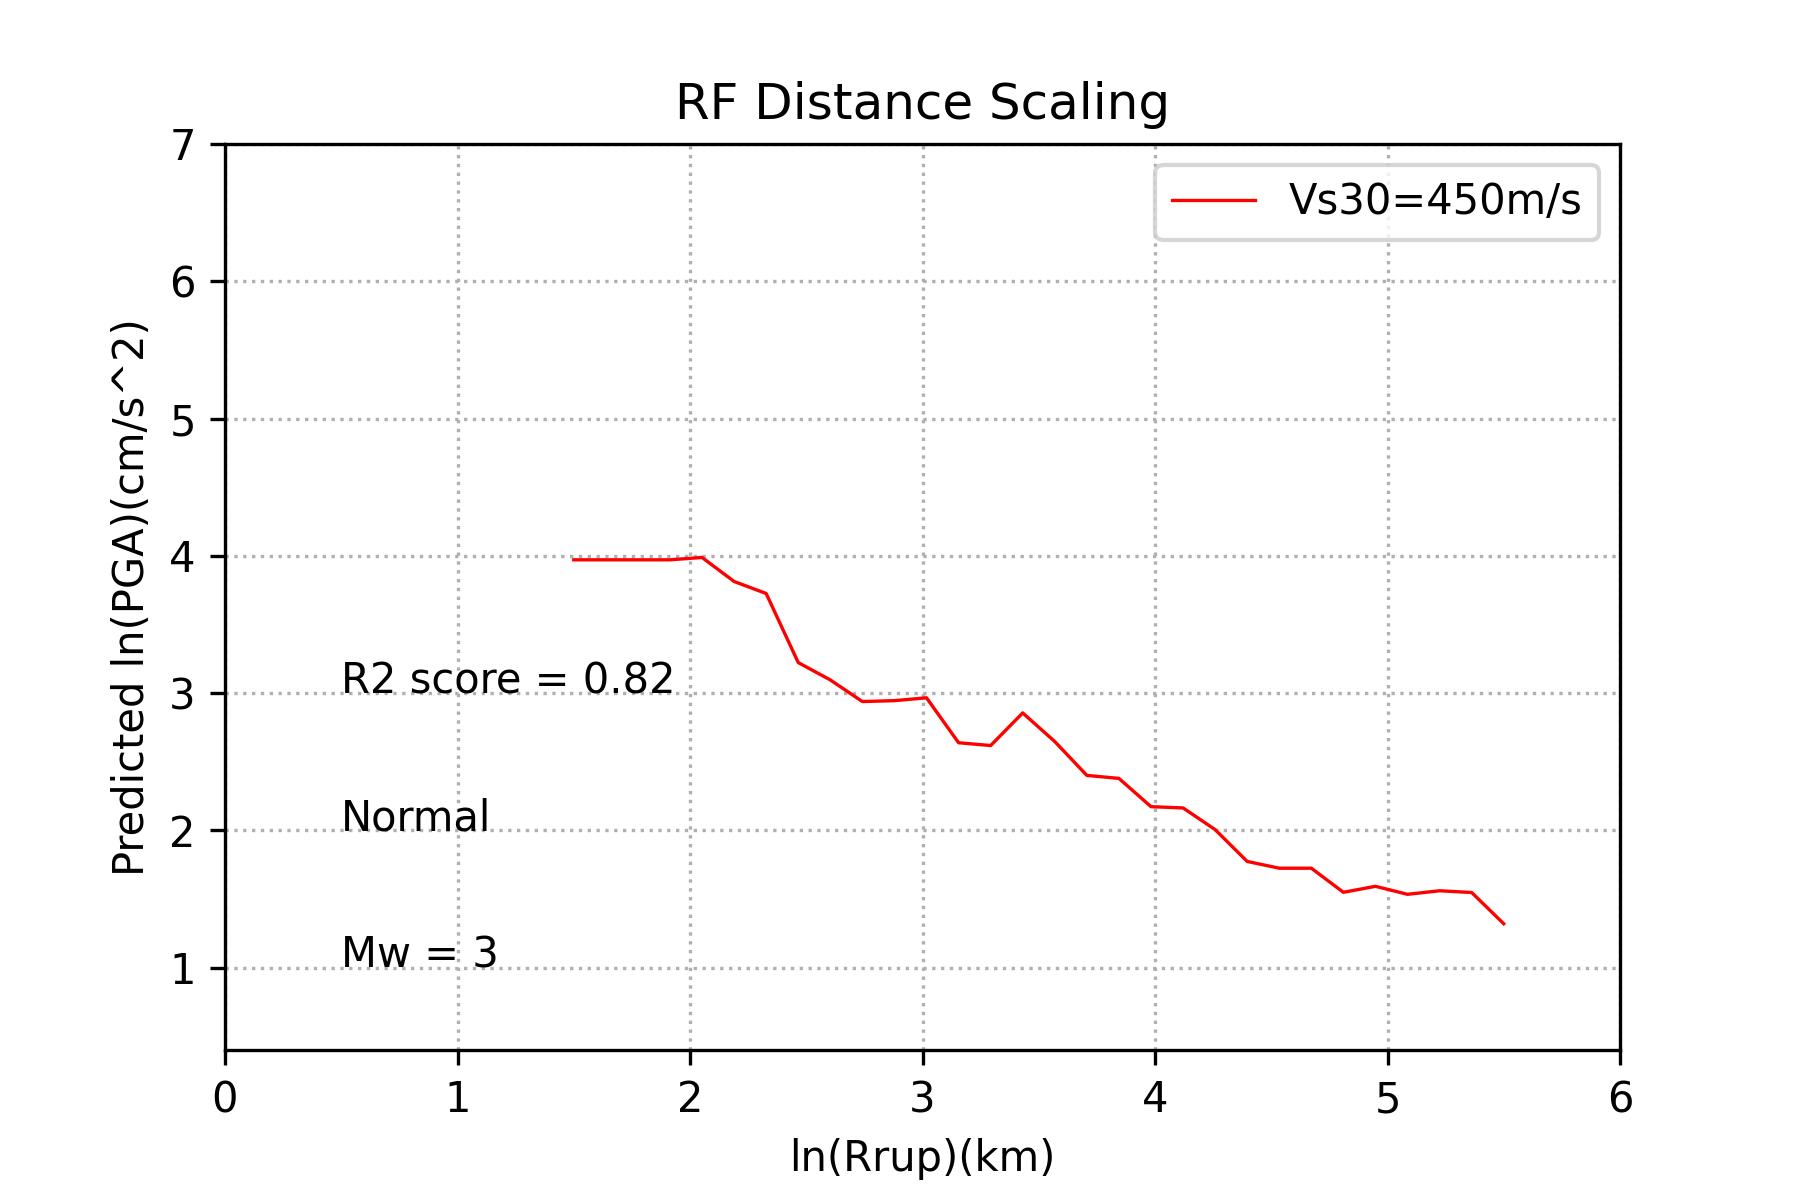 RF Distance Scaling
7
6
5
4
3
2
1
Predicted ln(PGA)(cm/s^2)
Vs30=450m/s
R2 score = 0.82
Normal
Mw = 3
0 1 2 3 4 5 6
ln(Rrup)(km)